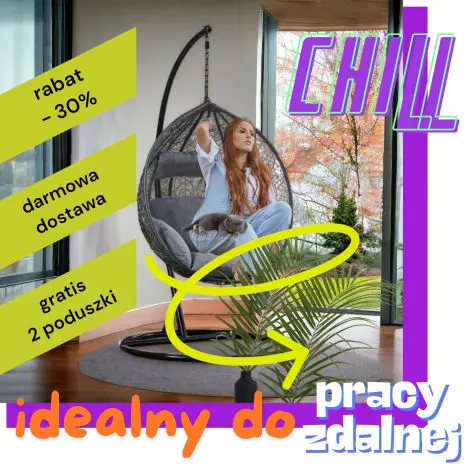 CHILL
rabat
- 30%
darmowa
dostawa
gratis
2 poduszki
idealny do
pracy
zdalnej